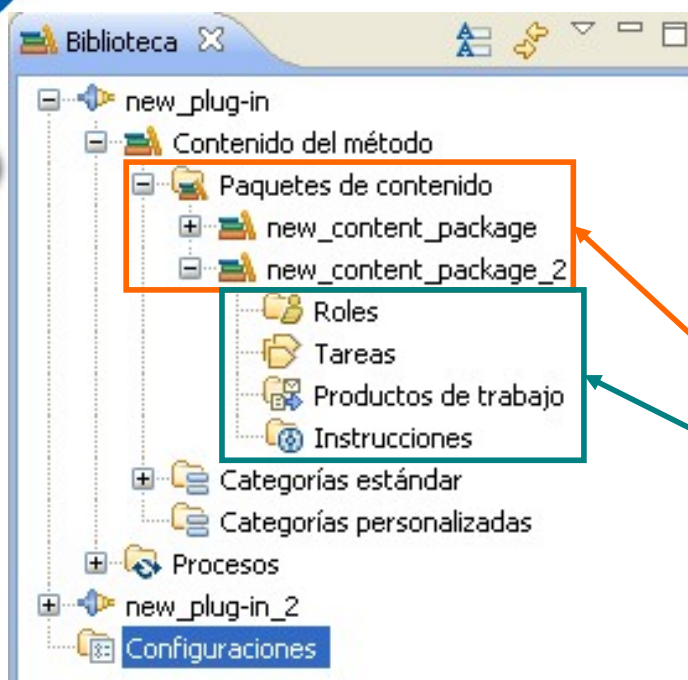 Biblioteca
new_plug-in
Contenido del método
Paquetes de contenido
new_content_package
new_content_package_2
Roles
Tareas
Productos de trabajo
Instrucciones
Categorías estándar
Categorías personalizadas
Procesos
new_plug-in_2
Configuraciones